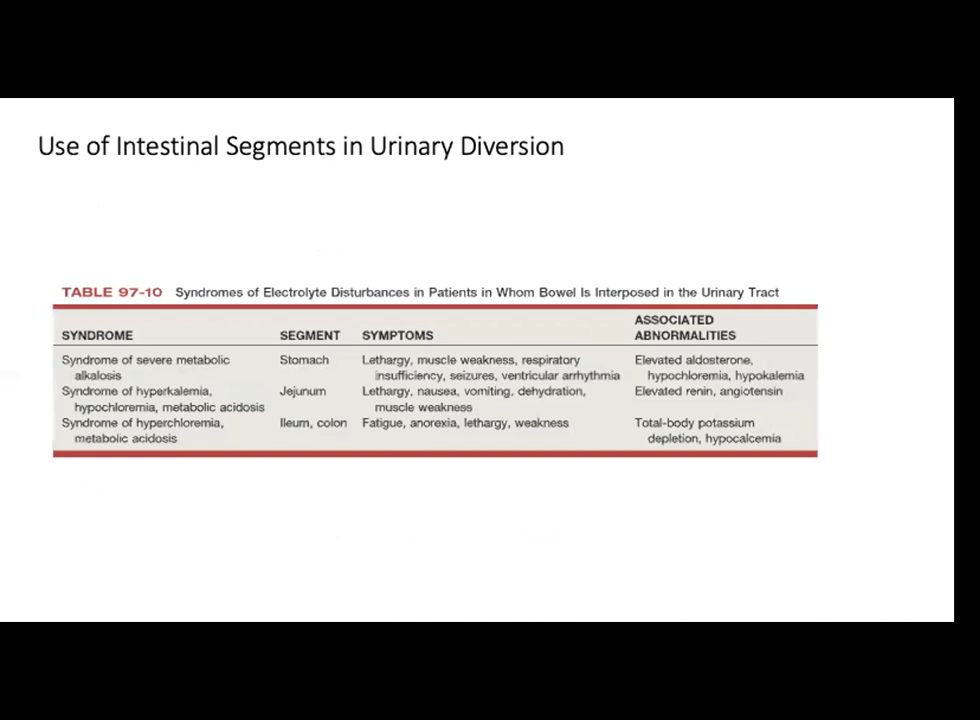 Use of Intestinal Segments in Urinary Diversion
TABLE 97-10 Syndromes of Electrolyte Disturbances in Patients in Whom Bowel Is Interposed in the Urinary Tract
SYNDROME SEGMENT SYMPTOMS ASSOCIATED ABNORMALITIES
Syndrome of severe metabolic Stomach Lethargy, muscle weakness, respiratory Elevated aldosterone,
alkalosis insufficiency, seizures, ventricular arrhythmia hypochloremia, hypokalemia
Syndrome of hyperkalemia, Jejunum Lethargy, nausea, vomiting, dehydration, Elevated renin, angiotensin
hypochloremia, metabolic acidosis muscle weakness
Syndrome of hyperchloremia, Ileum, colon Fatigue, anorexia, lethargy, weakness Total-body potassium
metabolic acidosis depletion, hypocalcemia